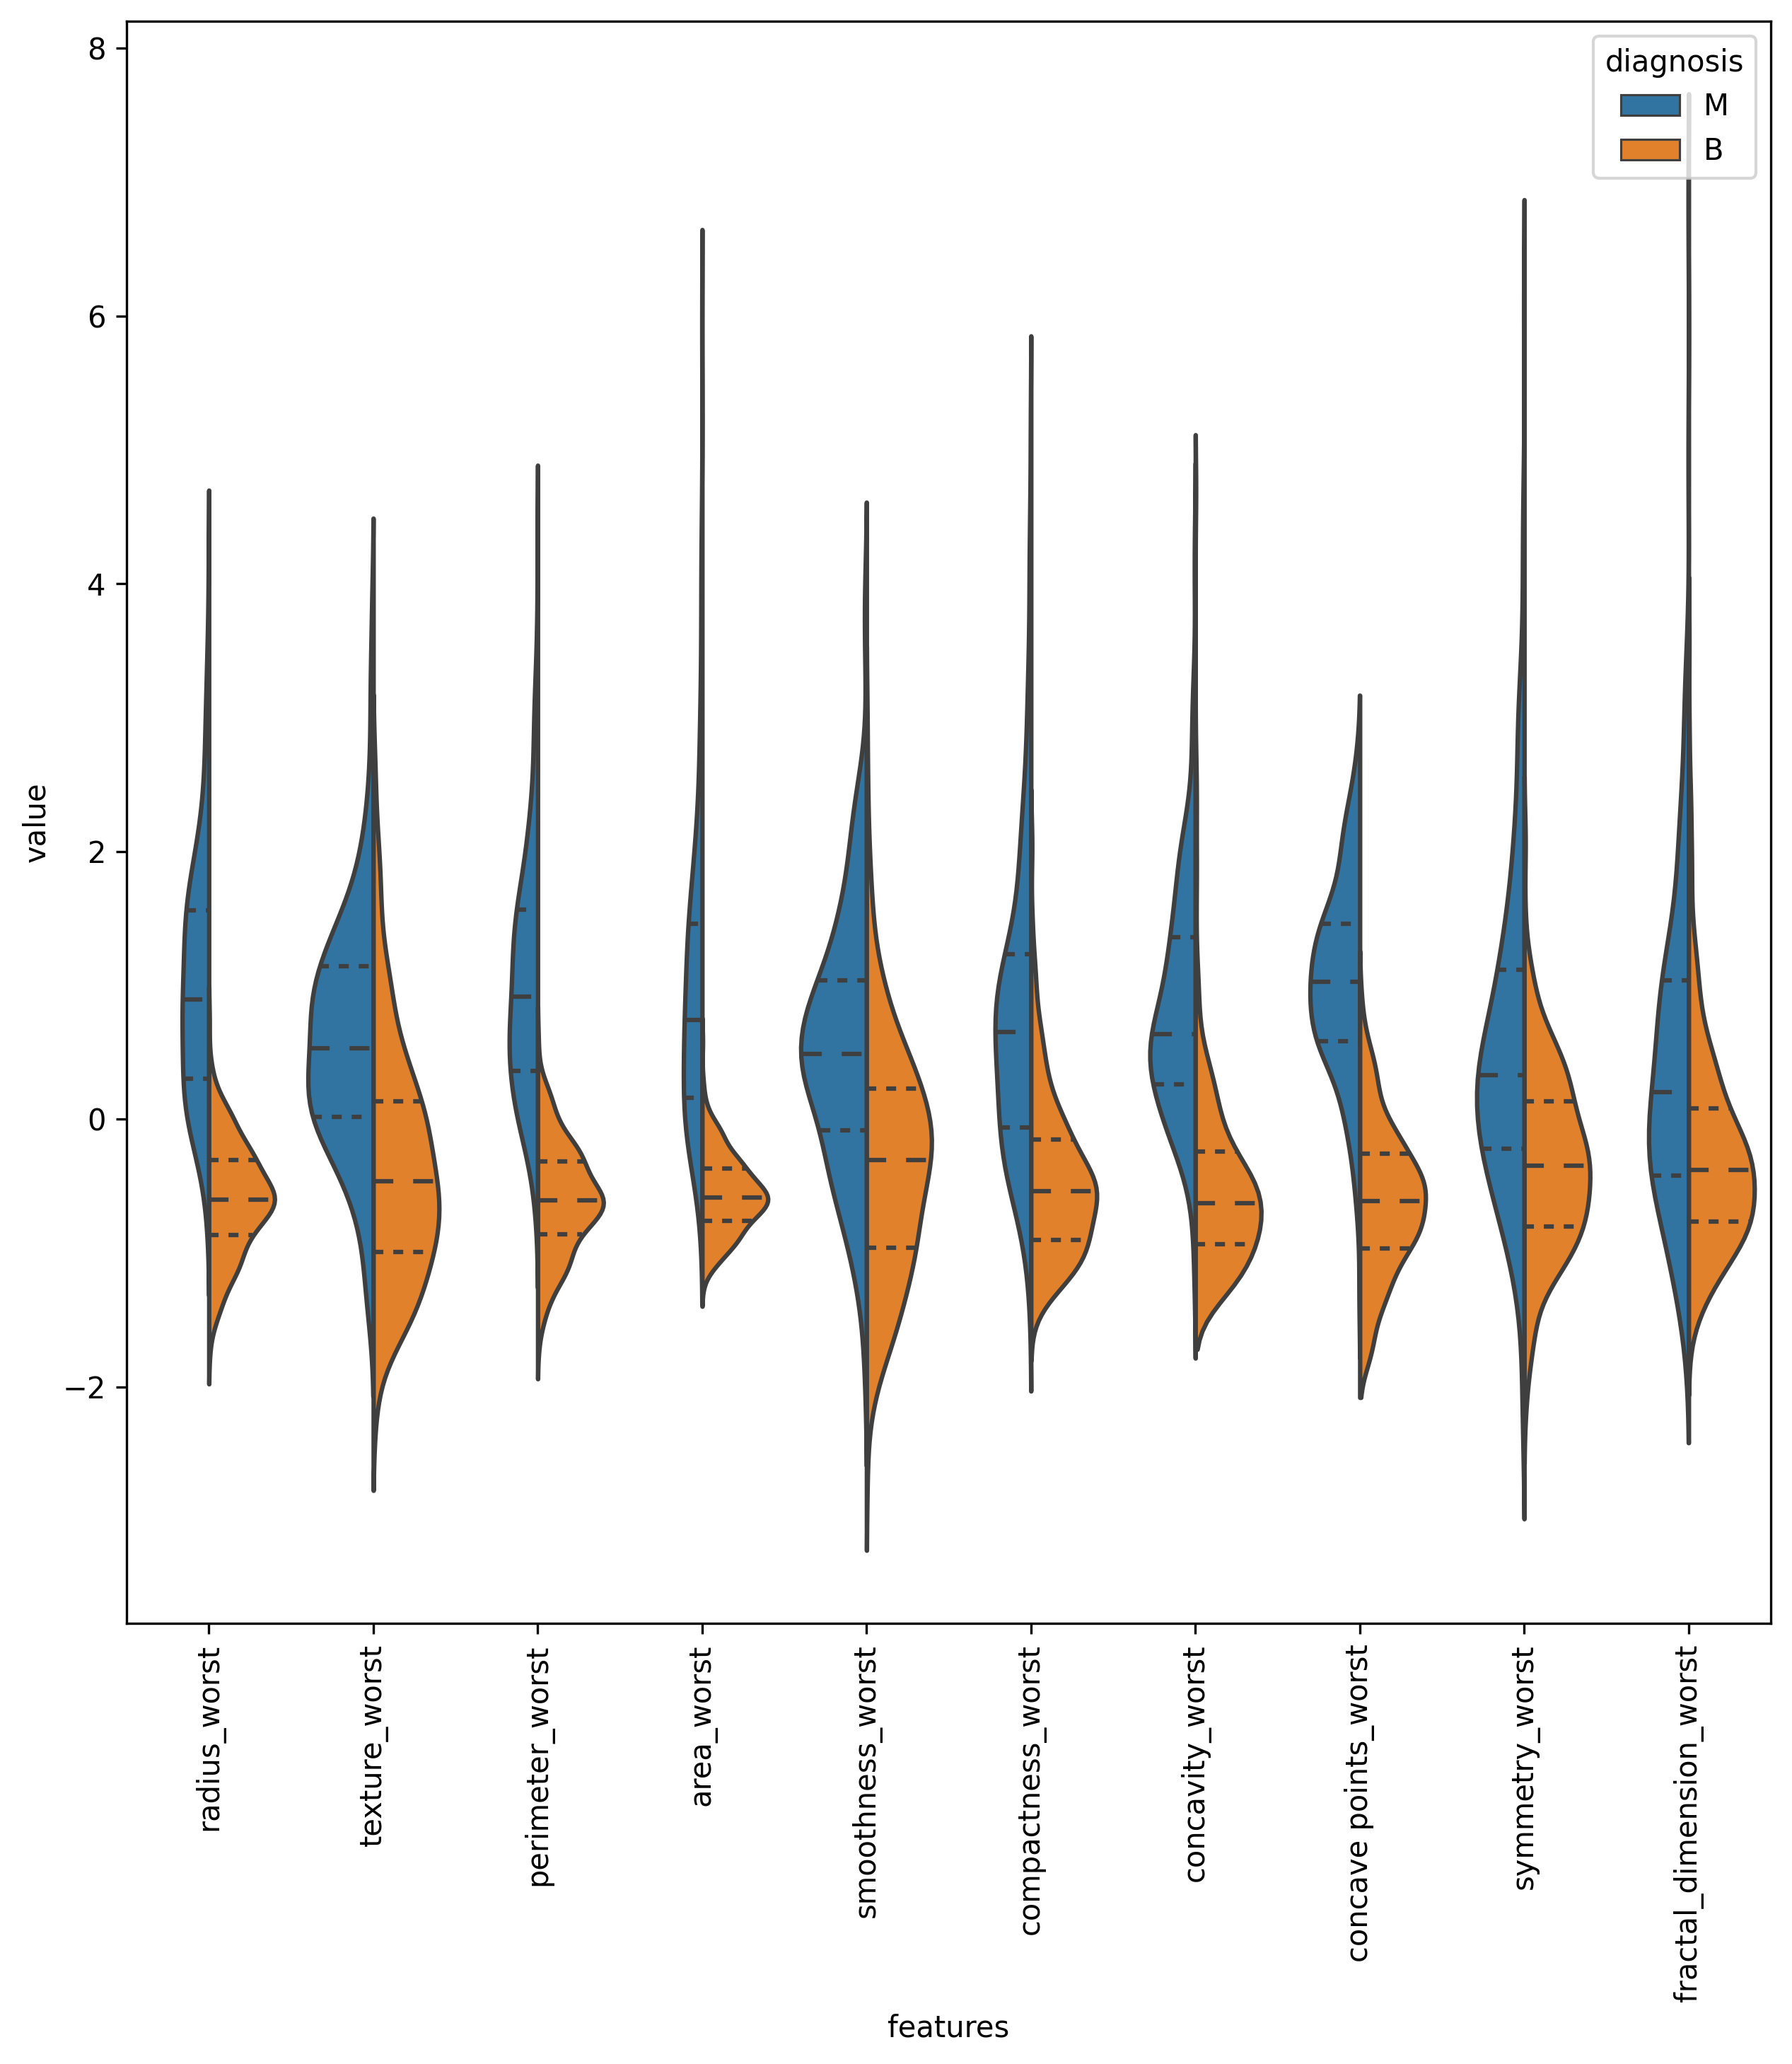 diagnosis
M
B
8
6
4
2
0
−2
value
radius_worst
texture_worst
perimeter_worst
area_worst
smoothness_worst
compactness_worst
concavity_worst
concave points_worst
symmetry_worst
fractal_dimension_worst
features